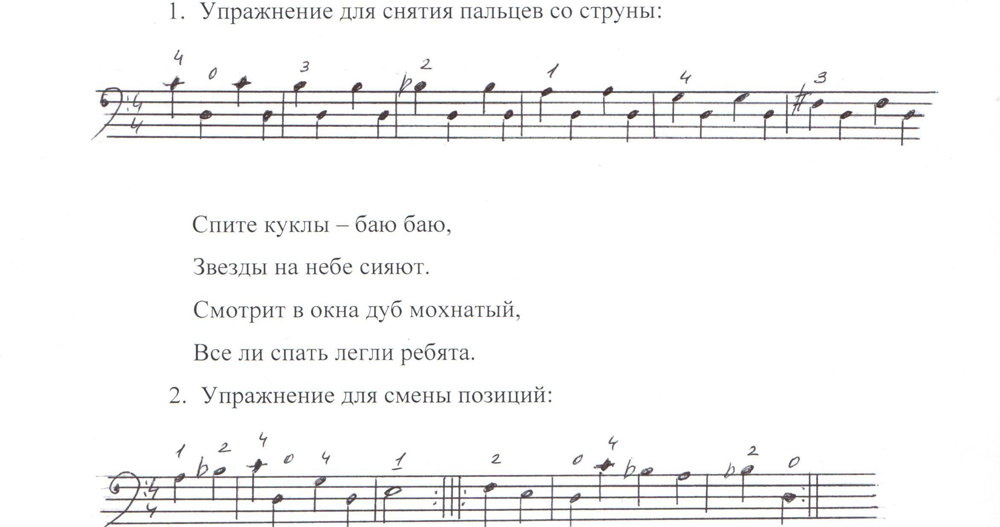 1. Упражнение для снятия пальцев со струны:
4 0 3 b 2 1 4 # 3
4
4
Спите куклы – баю баю,
Звезды на небе сияют.
Смотрит в окна дуб мохнатый,
Все ли спать легли ребята.
2. Упражнение для смены позиций:
1 b 2 4 0 4 1 2 0 4 b b 2 0
4
4